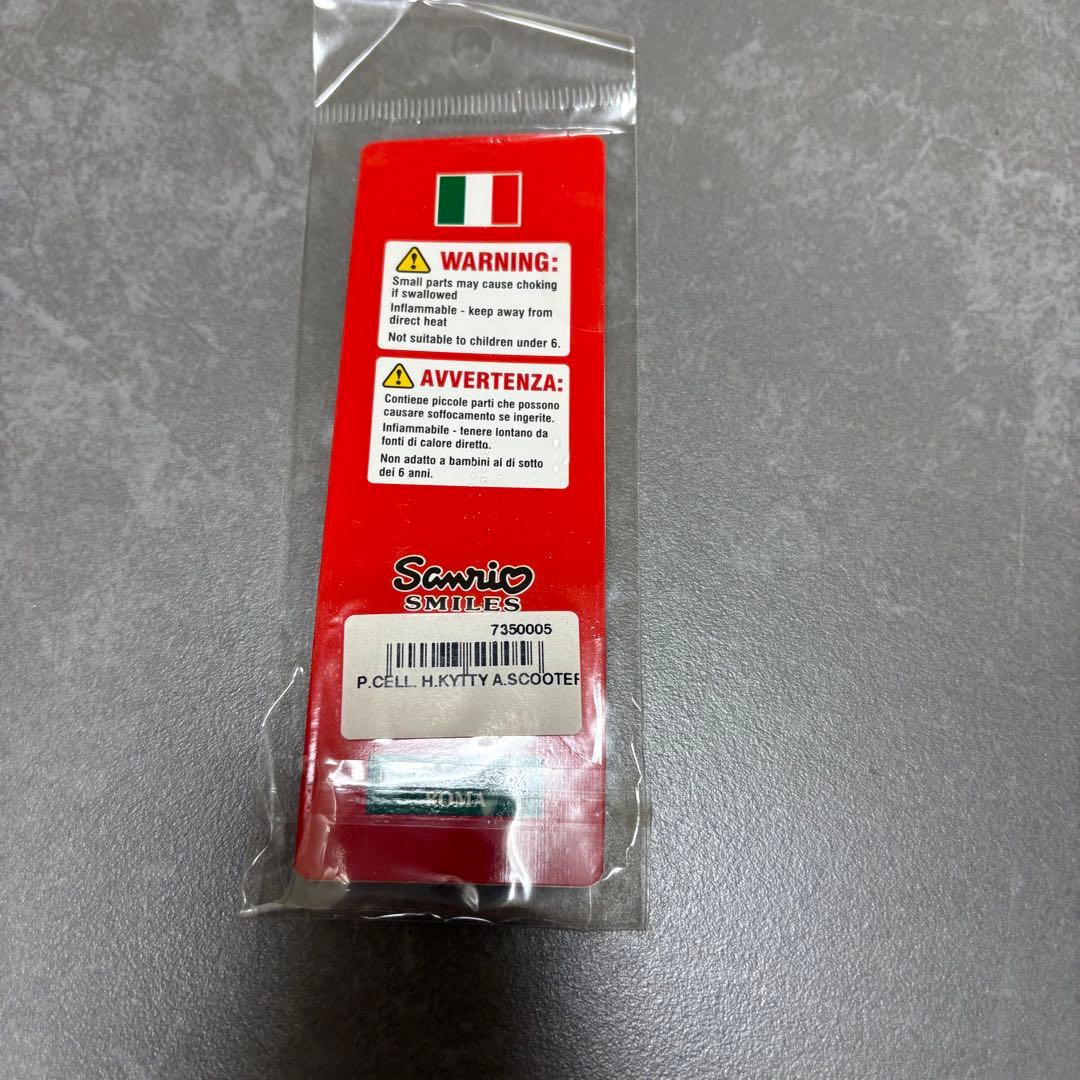 WARNING:
Small parts may cause choking
if swallowed
Inflammable - keep away from
direct heat
Not suitable to children under 6.
AVVERTENZA:
Contiene piccole parti che possono
causare soffocamento se ingerite.
Infiammabile - tenere lontano da
fonti di calore diretto.
Non adatto a bambini al di sotto
dei 6 anni.
Sanrio
SMILES
7350005
P.CELL. H.KYTTY A.SCOOTER
ROMA